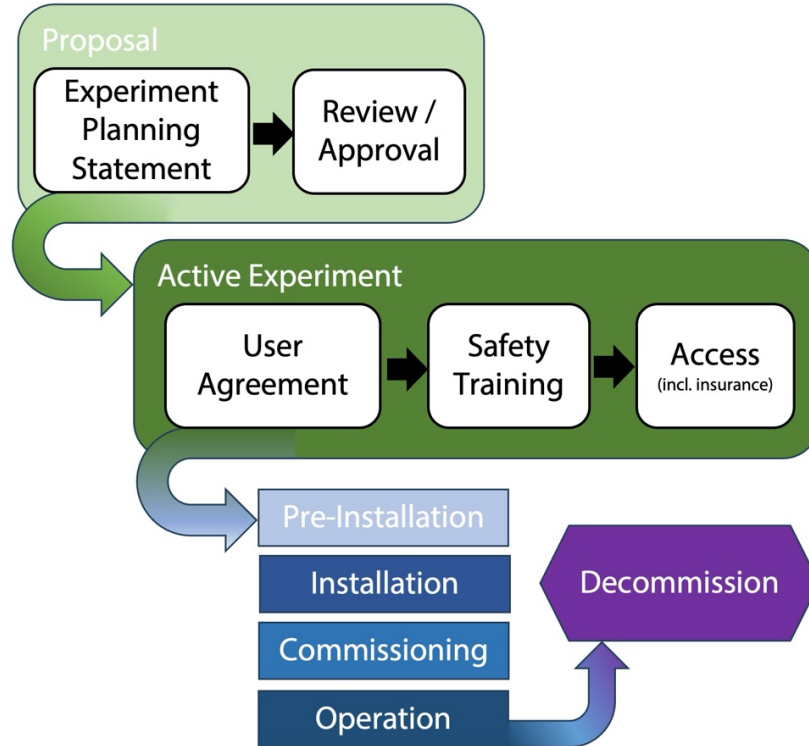 Proposal
Experiment
Planning
Statement
Review /
Approval
Active Experiment
User
Agreement
Safety
Training
Access
(incl. insurance)
Pre-Installation
Installation
Commissioning
Operation
Decommission